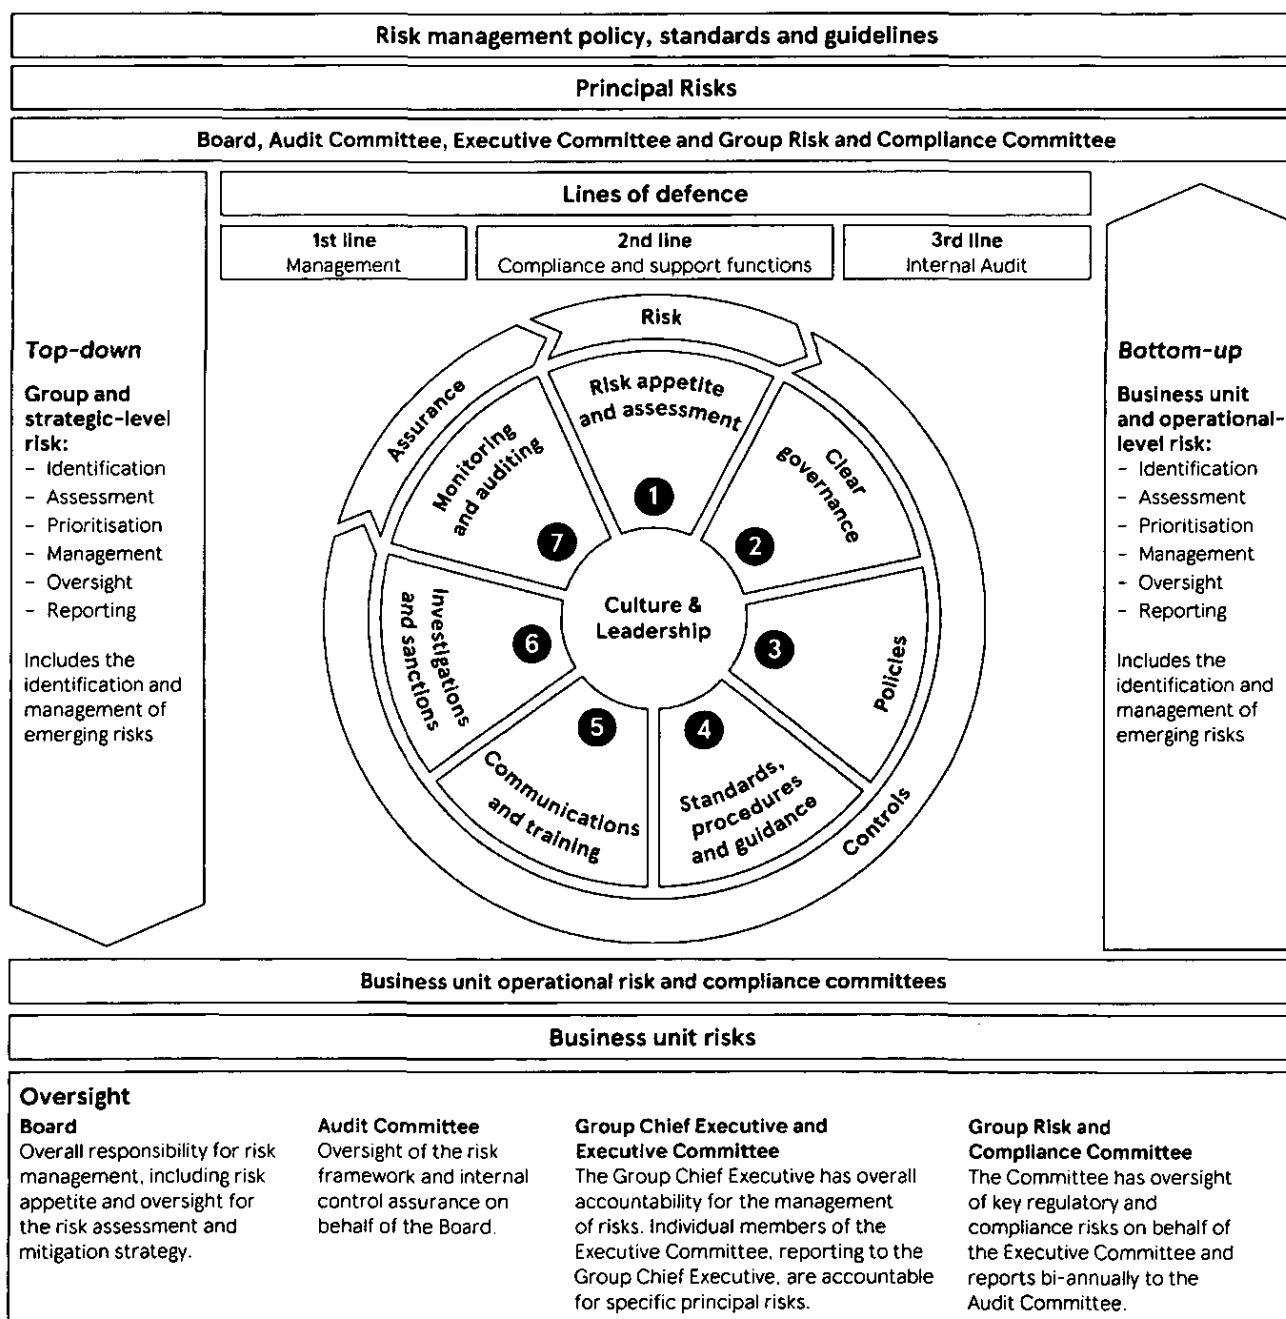 Risk management policy, standards and guidelines
Principal Risks
Board, Audit Committee, Executive Committee and Group Risk and Compliance Committee
Lines of defence
1st line
Management
2nd line
Compliance and support functions
3rd line
Internal Audit
Top-down
Group and
strategic-level
risk:
- Identification
- Assessment
- Prioritisation
- Management
- Oversight
- Reporting
Includes the
identification and
management of
emerging risks
Risk
Controls
Assurance
Risk appetite
and assessment
1
Clear
governance
2
Policies
3
Standards,
procedures
and guidance
4
Communications
and training
5
Investigations
and sanctions
6
Monitoring
and auditing
7
Culture &
Leadership
Bottom-up
Business unit
and operational-
level risk:
- Identification
- Assessment
- Prioritisation
- Management
- Oversight
- Reporting
Includes the
identification and
management of
emerging risks
Business unit operational risk and compliance committees
Business unit risks
Oversight
Board
Overall responsibility for risk
management, including risk
appetite and oversight for
the risk assessment and
mitigation strategy.
Audit Committee
Oversight of the risk
framework and internal
control assurance on
behalf of the Board.
Group Chief Executive and
Executive Committee
The Group Chief Executive has overall
accountability for the management
of risks. Individual members of the
Executive Committee, reporting to the
Group Chief Executive, are accountable
for specific principal risks.
Group Risk and
Compliance Committee
The Committee has oversight
of key regulatory and
compliance risks on behalf of
the Executive Committee and
reports bi-annually to the
Audit Committee.